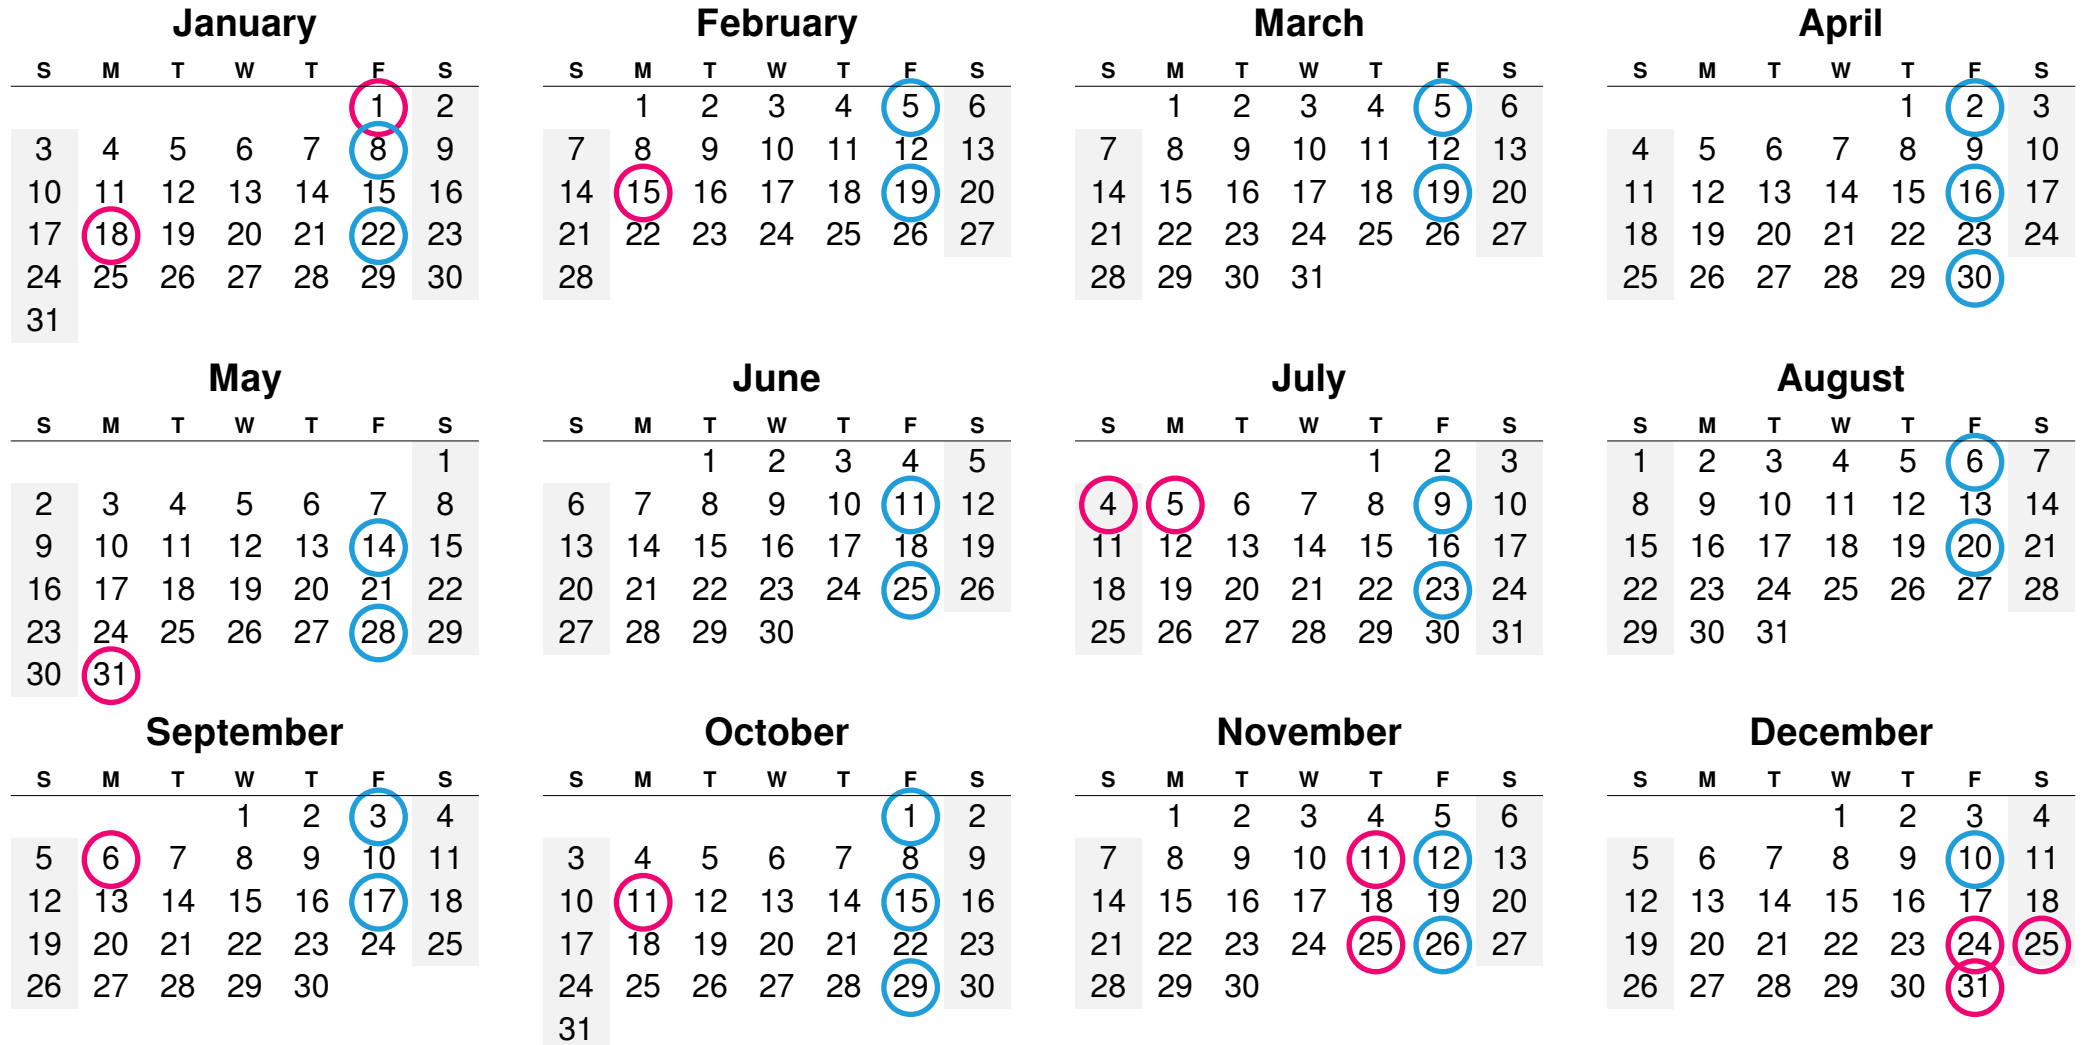 January February March April
S M T W T F S S M T W T F S S M T W T F S S M T W T F S
1 2 1 2 3 4 5 6 1 2 3 4 5 6 1 2 3
3 4 5 6 7 8 9 7 8 9 10 11 12 13 7 8 9 10 11 12 13 4 5 6 7 8 9 10
10 11 12 13 14 15 16 14 15 16 17 18 19 20 14 15 16 17 18 19 20 11 12 13 14 15 16 17
17 18 19 20 21 22 23 21 22 23 24 25 26 27 21 22 23 24 25 26 27 18 19 20 21 22 23 24
24 25 26 27 28 29 30 28 28 29 30 31 25 26 27 28 29 30
31
May June July August
S M T W T F S S M T W T F S S M T W T F S S M T W T F S
1 1 2 3 4 5 1 2 3 1 2 3 4 5 6 7
2 3 4 5 6 7 8 6 7 8 9 10 11 12 4 5 6 7 8 9 10 8 9 10 11 12 13 14
9 10 11 12 13 14 15 13 14 15 16 17 18 19 11 12 13 14 15 16 17 15 16 17 18 19 20 21
16 17 18 19 20 21 22 20 21 22 23 24 25 26 18 19 20 21 22 23 24 22 23 24 25 26 27 28
23 24 25 26 27 28 29 27 28 29 30 25 26 27 28 29 30 31 29 30 31
30 31
September October November December
S M T W T F S S M T W T F S S M T W T F S S M T W T F S
1 2 3 4 1 2 1 2 3 4 5 6 1 2 3 4
5 6 7 8 9 10 11 3 4 5 6 7 8 9 7 8 9 10 11 12 13 5 6 7 8 9 10 11
12 13 14 15 16 17 18 10 11 12 13 14 15 16 14 15 16 17 18 19 20 12 13 14 15 16 17 18
19 20 21 22 23 24 25 17 18 19 20 21 22 23 21 22 23 24 25 26 27 19 20 21 22 23 24 25
26 27 28 29 30 24 25 26 27 28 29 30 28 29 30 26 27 28 29 30 31
31